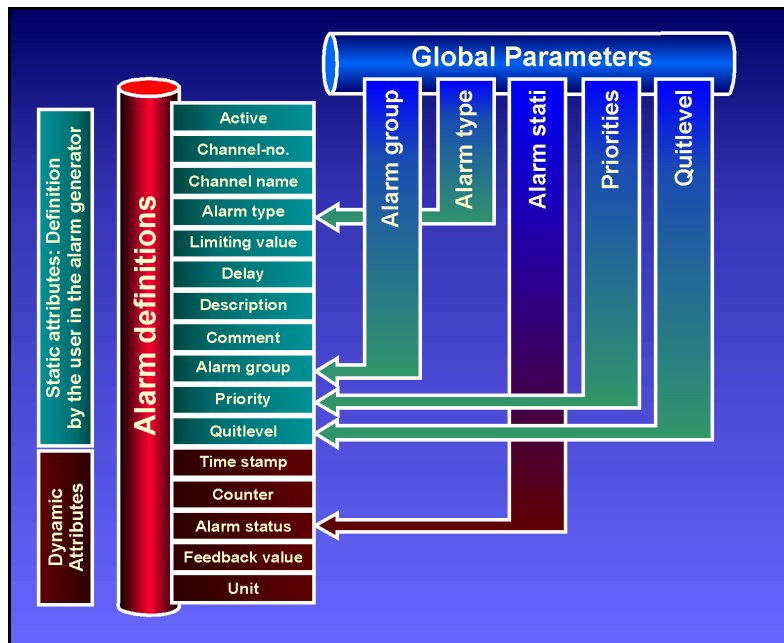 Global Parameters
Alarm group
Alarm type
Alarm stati
Priorities
Quitlevel
Static attributes: Definition
by the user in the alarm generator
Dynamic
Attributes
Alarm definitions
Active
Channel-no.
Channel name
Alarm type
Limiting value
Delay
Description
Comment
Alarm group
Priority
Quitlevel
Time stamp
Counter
Alarm status
Feedback value
Unit